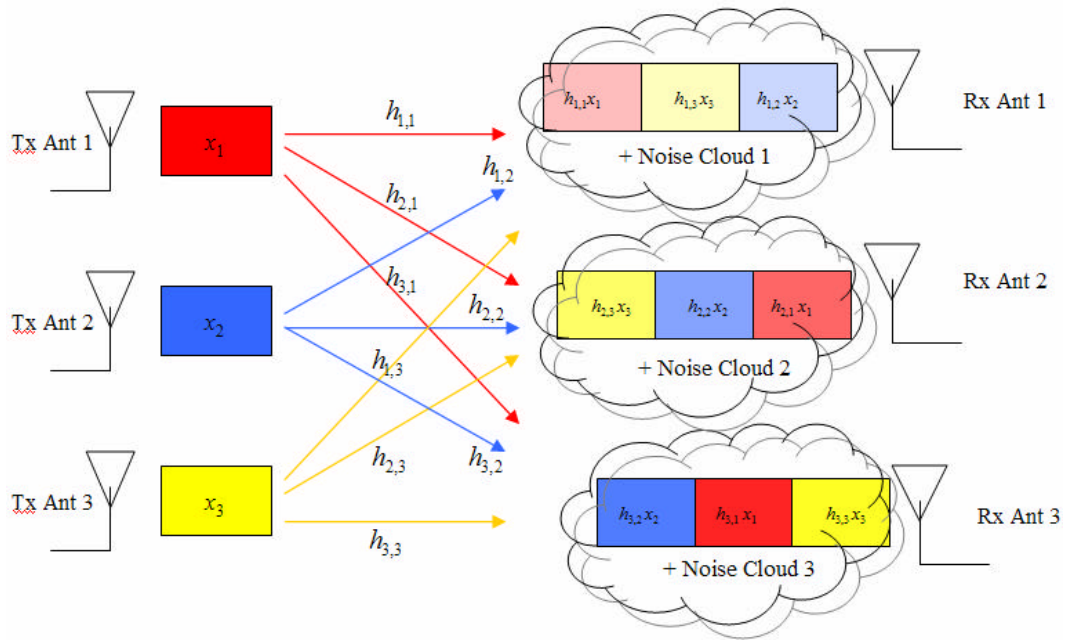 Tx Ant 1
x₁
h₁,₁
h₁,₁x₁
h₁,₃x₃
h₁,₂x₂
+ Noise Cloud 1
Rx Ant 1
h₁,₂
h₂,₁
Tx Ant 2
x₂
h₃,₁
h₂,₂
h₂,₃x₃
h₂,₂x₂
h₂,₁x₁
+ Noise Cloud 2
Rx Ant 2
h₁,₃
Tx Ant 3
x₃
h₂,₃
h₃,₂
h₃,₃
h₃,₂x₂
h₃,₁x₁
h₃,₃x₃
+ Noise Cloud 3
Rx Ant 3